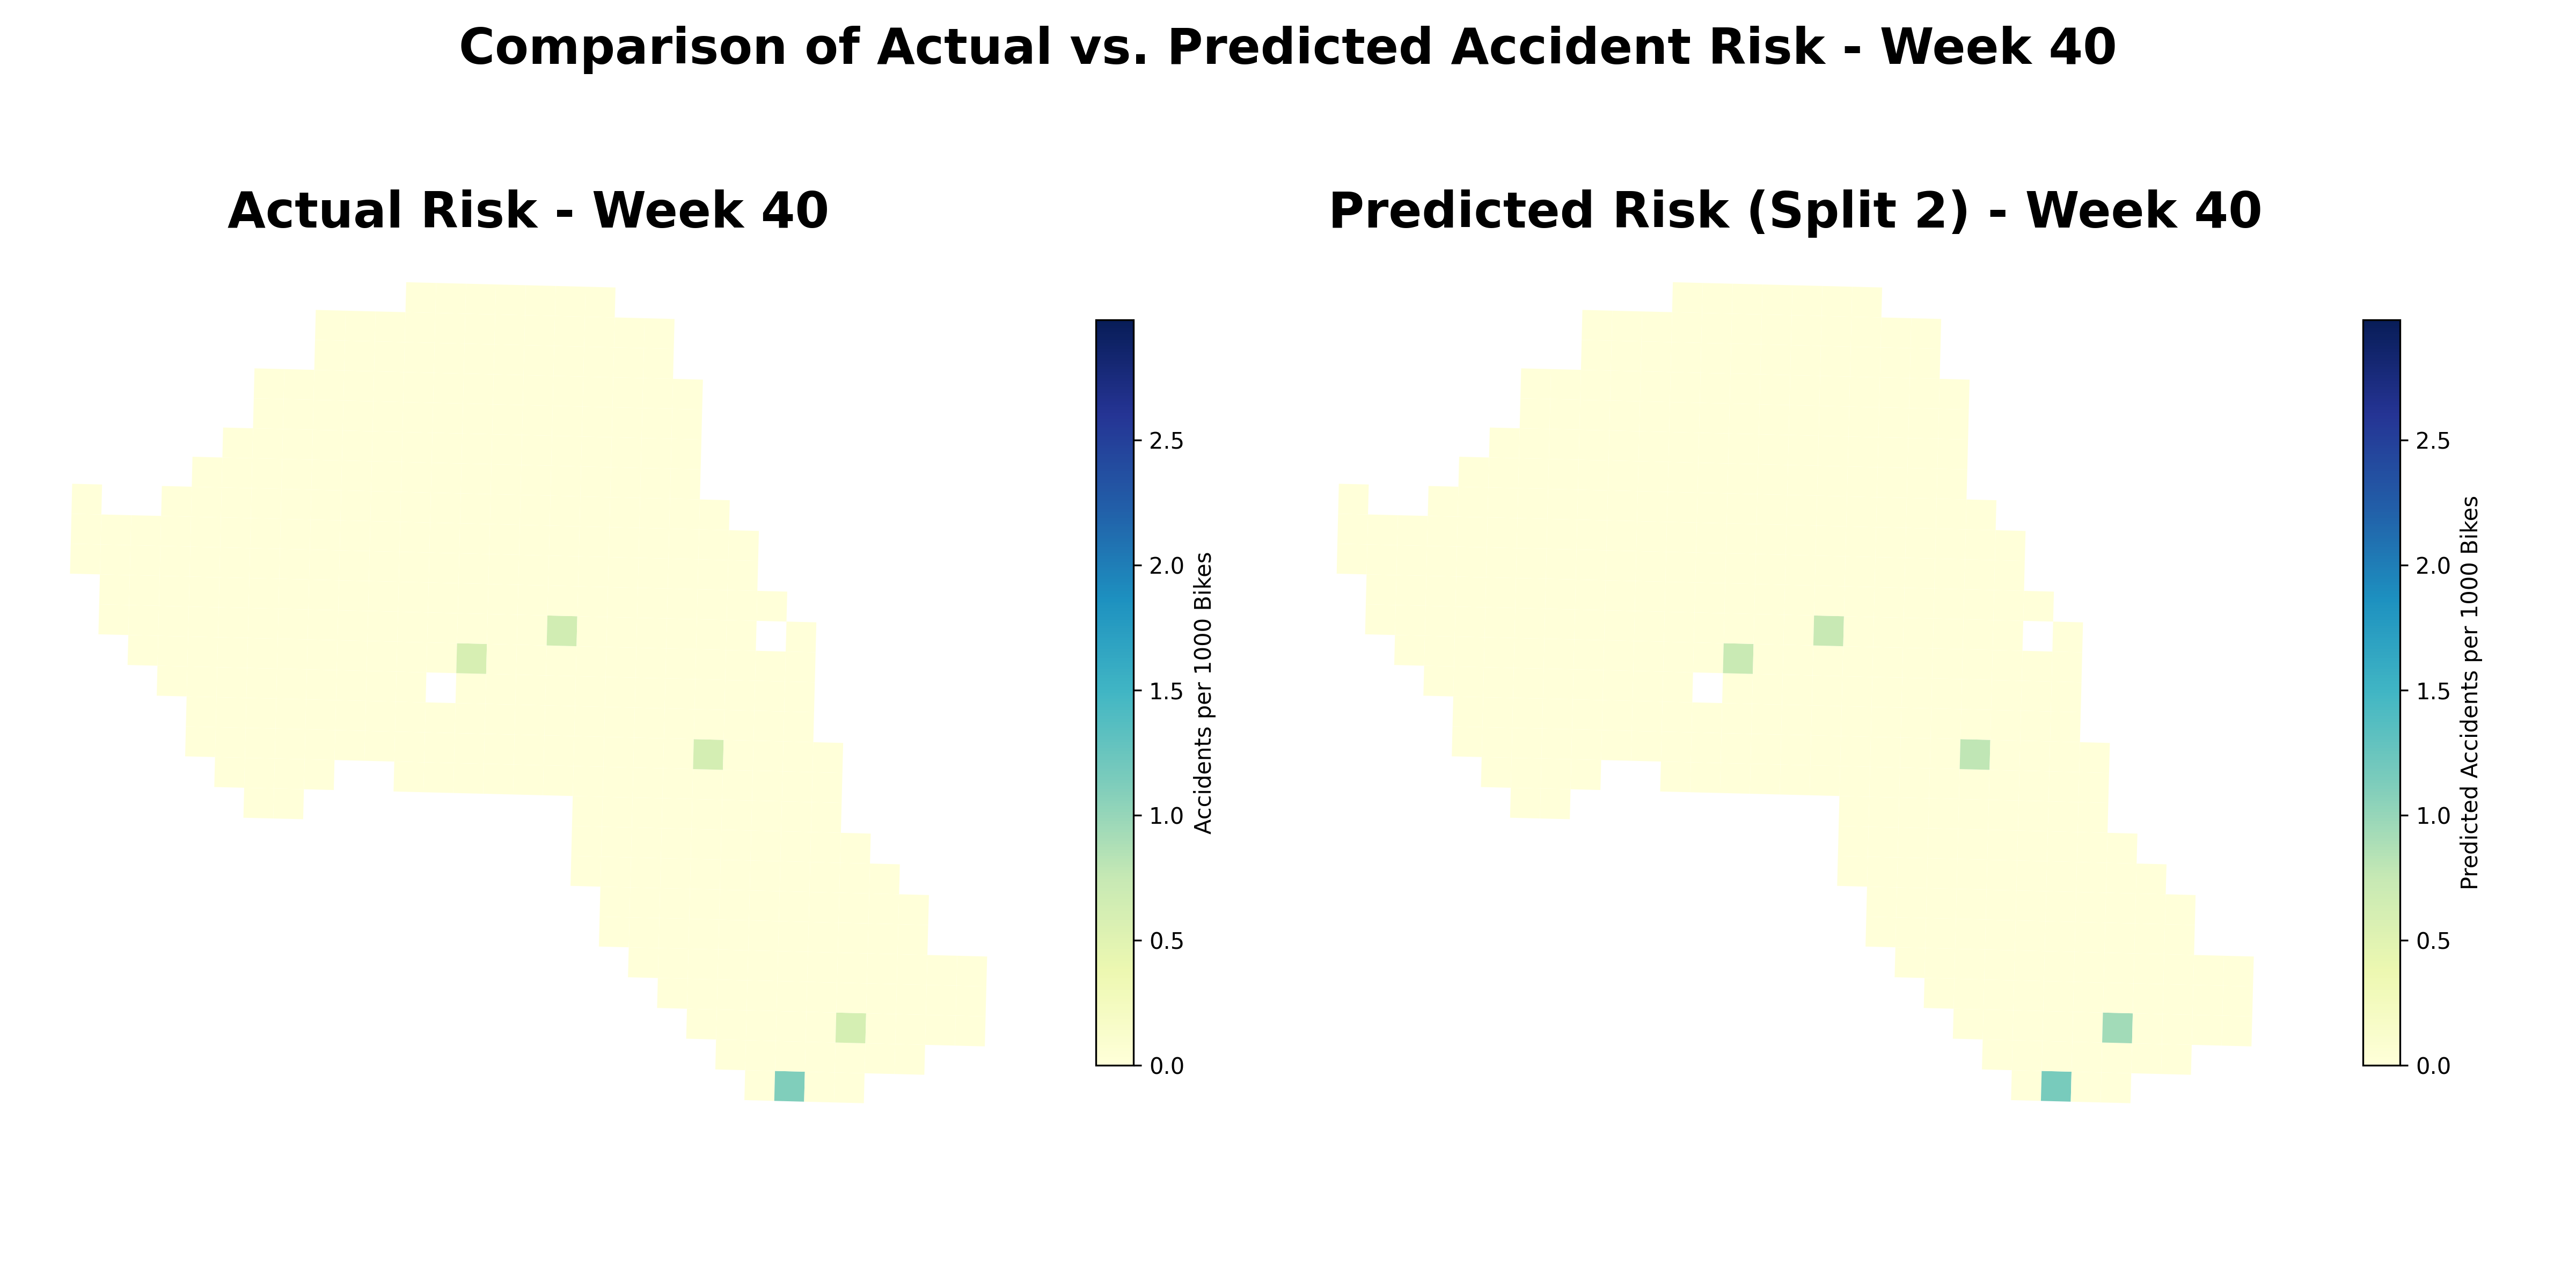 Comparison of Actual vs. Predicted Accident Risk - Week 40
Actual Risk - Week 40
2.5
2.0
1.5
1.0
0.5
0.0
Accidents per 1000 Bikes
Predicted Risk (Split 2) - Week 40
2.5
2.0
1.5
1.0
0.5
0.0
Predicted Accidents per 1000 Bikes